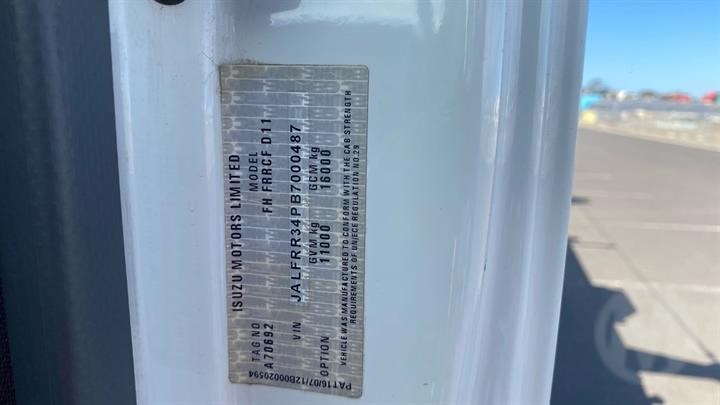 ISUZU MOTORS LIMITED
TAG NO MODEL
A70692 FH FRRCF D11
VIN JALFRR34PB7000487
GVM kg GCM kg
OPTION 11000 16000
VEHICLE WAS MANUFACTURED TO CONFORM WITH THE CAB STRENGTH
REQUIREMENTS OF UN/ECE REGULATION NO.29
PAT16/07/12B00020594